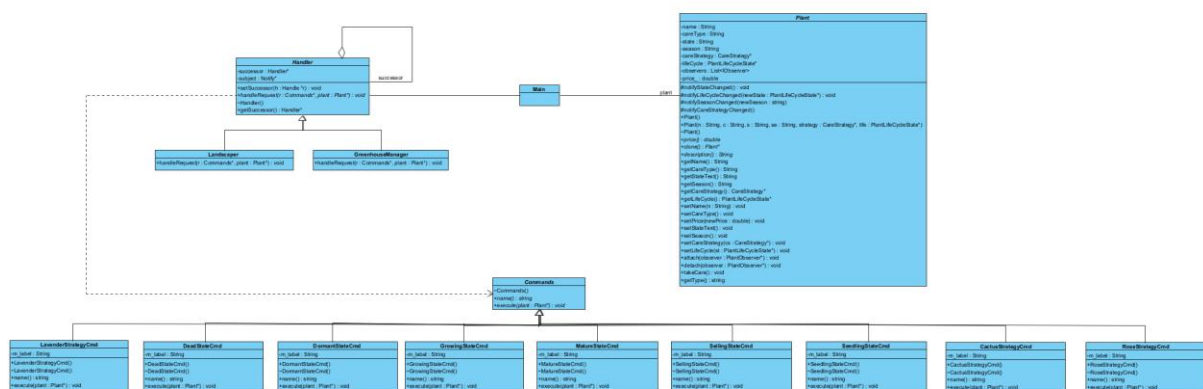 Plant
-name : String
-careType : String
-state : String
-season : String
-careStrategy : CareStrategy*
-lifeCycle : PlantLifeCycleState*
-observers : List<IObserver>
-price_ : double
#notifyStateChanged() : void
#notifyLifeCycleChanged(newState : PlantLifeCycleState*) : void
#notifySeasonChanged(newSeason : string)
#notifyCareStrategyChanged()
+Plant()
+Plant(n : String, c : String, s : String, se : String, strategy : CareStrategy*, life : PlantLifeCycleState*)
~Plant()
+price() : double
+clone() : Plant*
+description() : String
+getName() : String
+getCareType() : String
+getStateText() : String
+getSeason() : String
+getCareStrategy() : CareStrategy*
+getLifeCycle() : PlantLifeCycleState*
+setName(n : String) : void
+setCareType() : void
+setPrice(newPrice : double) : void
+setStateText() : void
+setSeason() : void
+setCareStrategy(cs : CareStrategy*) : void
+setLifeCycle(st : PlantLifeCycleState*) : void
+attach(observer : PlantObserver*) : void
+detach(observer : PlantObserver*) : void
+takeCare() : void
+getType() : string
Handler
-successor : Handler*
-subject : Notify*
+setSuccessor(h : Handle *r) : void
+handleRequest(r : Commands*, plant : Plant*) : void
~Handler()
+getSuccessor() : Handler*
successor
Main
plant
Landscaper
+handleRequest(r : Commands*, plant : Plant*) : void
GreenhouseManager
+handleRequest(r : Commands*, plant : Plant*) : void
Commands
~Commands()
+name() : string
+execute(plant : Plant*) : void
LavenderStrategyCmd
-m_label : String
+LavenderStrategyCmd()
~LavenderStrategyCmd()
+name() : string
+execute(plant : Plant*) : void
DeadStateCmd
-m_label : String
+DeadStateCmd()
~DeadStateCmd()
+name() : string
+execute(plant : Plant*) : void
DormantStateCmd
-m_label : String
+DormantStateCmd()
~DormantStateCmd()
+name() : string
+execute(plant : Plant*) : void
GrowingStateCmd
-m_label : String
+GrowingStateCmd()
~GrowingStateCmd()
+name() : string
+execute(plant : Plant*) : void
MatureStateCmd
-m_label : String
+MatureStateCmd()
~MatureStateCmd()
+name() : string
+execute(plant : Plant*) : void
SellingStateCmd
-m_label : String
+SellingStateCmd()
~SellingStateCmd()
+name() : string
+execute(plant : Plant*) : void
SeedlingStateCmd
-m_label : String
+SeedlingStateCmd()
~SeedlingStateCmd()
+name() : string
+execute(plant : Plant*) : void
CactusStrategyCmd
-m_label : String
+CactusStrategyCmd()
~CactusStrategyCmd()
+name() : string
+execute(plant : Plant*) : void
RoseStrategyCmd
-m_label : String
+RoseStrategyCmd()
~RoseStrategyCmd()
+name() : string
+execute(plant : Plant*) : void